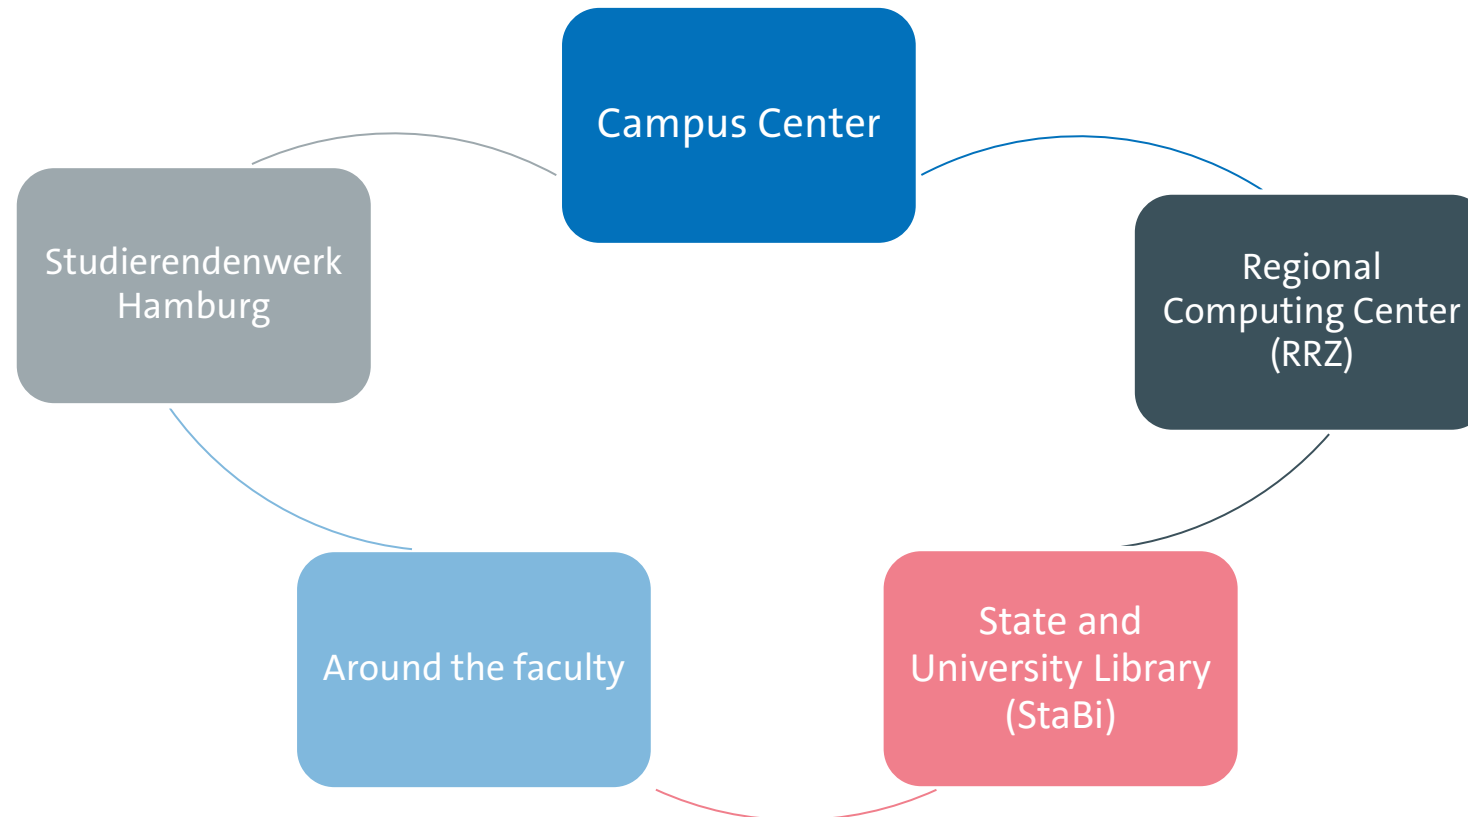 Campus Center
Studierendenwerk
Hamburg
Regional
Computing Center
(RRZ)
Around the faculty
State and
University Library
(StaBi)